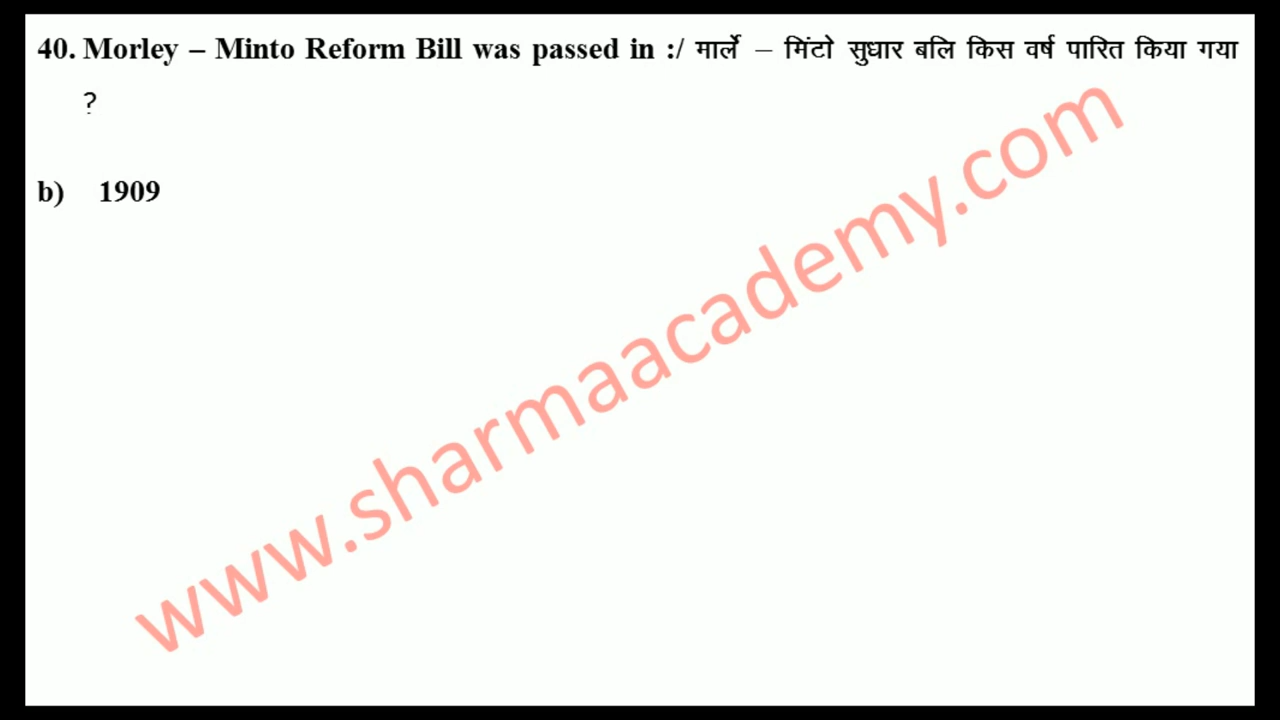 40. Morley – Minto Reform Bill was passed in :/ मार्ले – मिंटो सुधार बलि किस वर्ष पारित किया गया
?
b) 1909
www.sharmaacademy.com